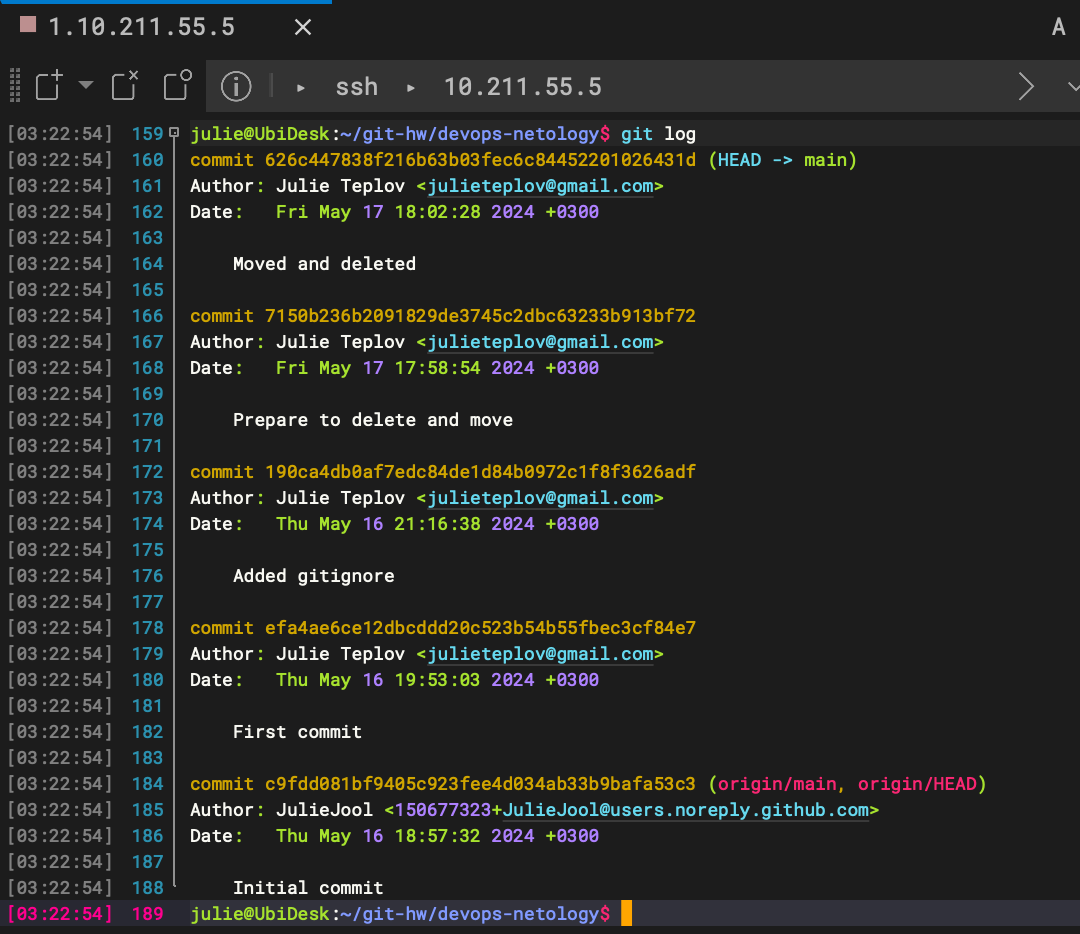 1.10.211.55.5
A
ssh 10.211.55.5
[03:22:54] 159 julie@UbiDesk:~/git-hw/devops-netology$ git log
[03:22:54] 160 commit 626c447838f216b63b03fec6c84452201026431d (HEAD -> main)
[03:22:54] 161 Author: Julie Teplov <julieteplov@gmail.com>
[03:22:54] 162 Date:   Fri May 17 18:02:28 2024 +0300
[03:22:54] 163
[03:22:54] 164     Moved and deleted
[03:22:54] 165
[03:22:54] 166 commit 7150b236b2091829de3745c2dbc63233b913bf72
[03:22:54] 167 Author: Julie Teplov <julieteplov@gmail.com>
[03:22:54] 168 Date:   Fri May 17 17:58:54 2024 +0300
[03:22:54] 169
[03:22:54] 170     Prepare to delete and move
[03:22:54] 171
[03:22:54] 172 commit 190ca4db0af7edc84de1d84b0972c1f8f3626adf
[03:22:54] 173 Author: Julie Teplov <julieteplov@gmail.com>
[03:22:54] 174 Date:   Thu May 16 21:16:38 2024 +0300
[03:22:54] 175
[03:22:54] 176     Added gitignore
[03:22:54] 177
[03:22:54] 178 commit efa4ae6ce12dbcddd20c523b54b55fbec3cf84e7
[03:22:54] 179 Author: Julie Teplov <julieteplov@gmail.com>
[03:22:54] 180 Date:   Thu May 16 19:53:03 2024 +0300
[03:22:54] 181
[03:22:54] 182     First commit
[03:22:54] 183
[03:22:54] 184 commit c9fdd081bf9405c923fee4d034ab33b9bafa53c3 (origin/main, origin/HEAD)
[03:22:54] 185 Author: JulieJool <150677323+JulieJool@users.noreply.github.com>
[03:22:54] 186 Date:   Thu May 16 18:57:32 2024 +0300
[03:22:54] 187
[03:22:54] 188     Initial commit
[03:22:54] 189 julie@UbiDesk:~/git-hw/devops-netology$